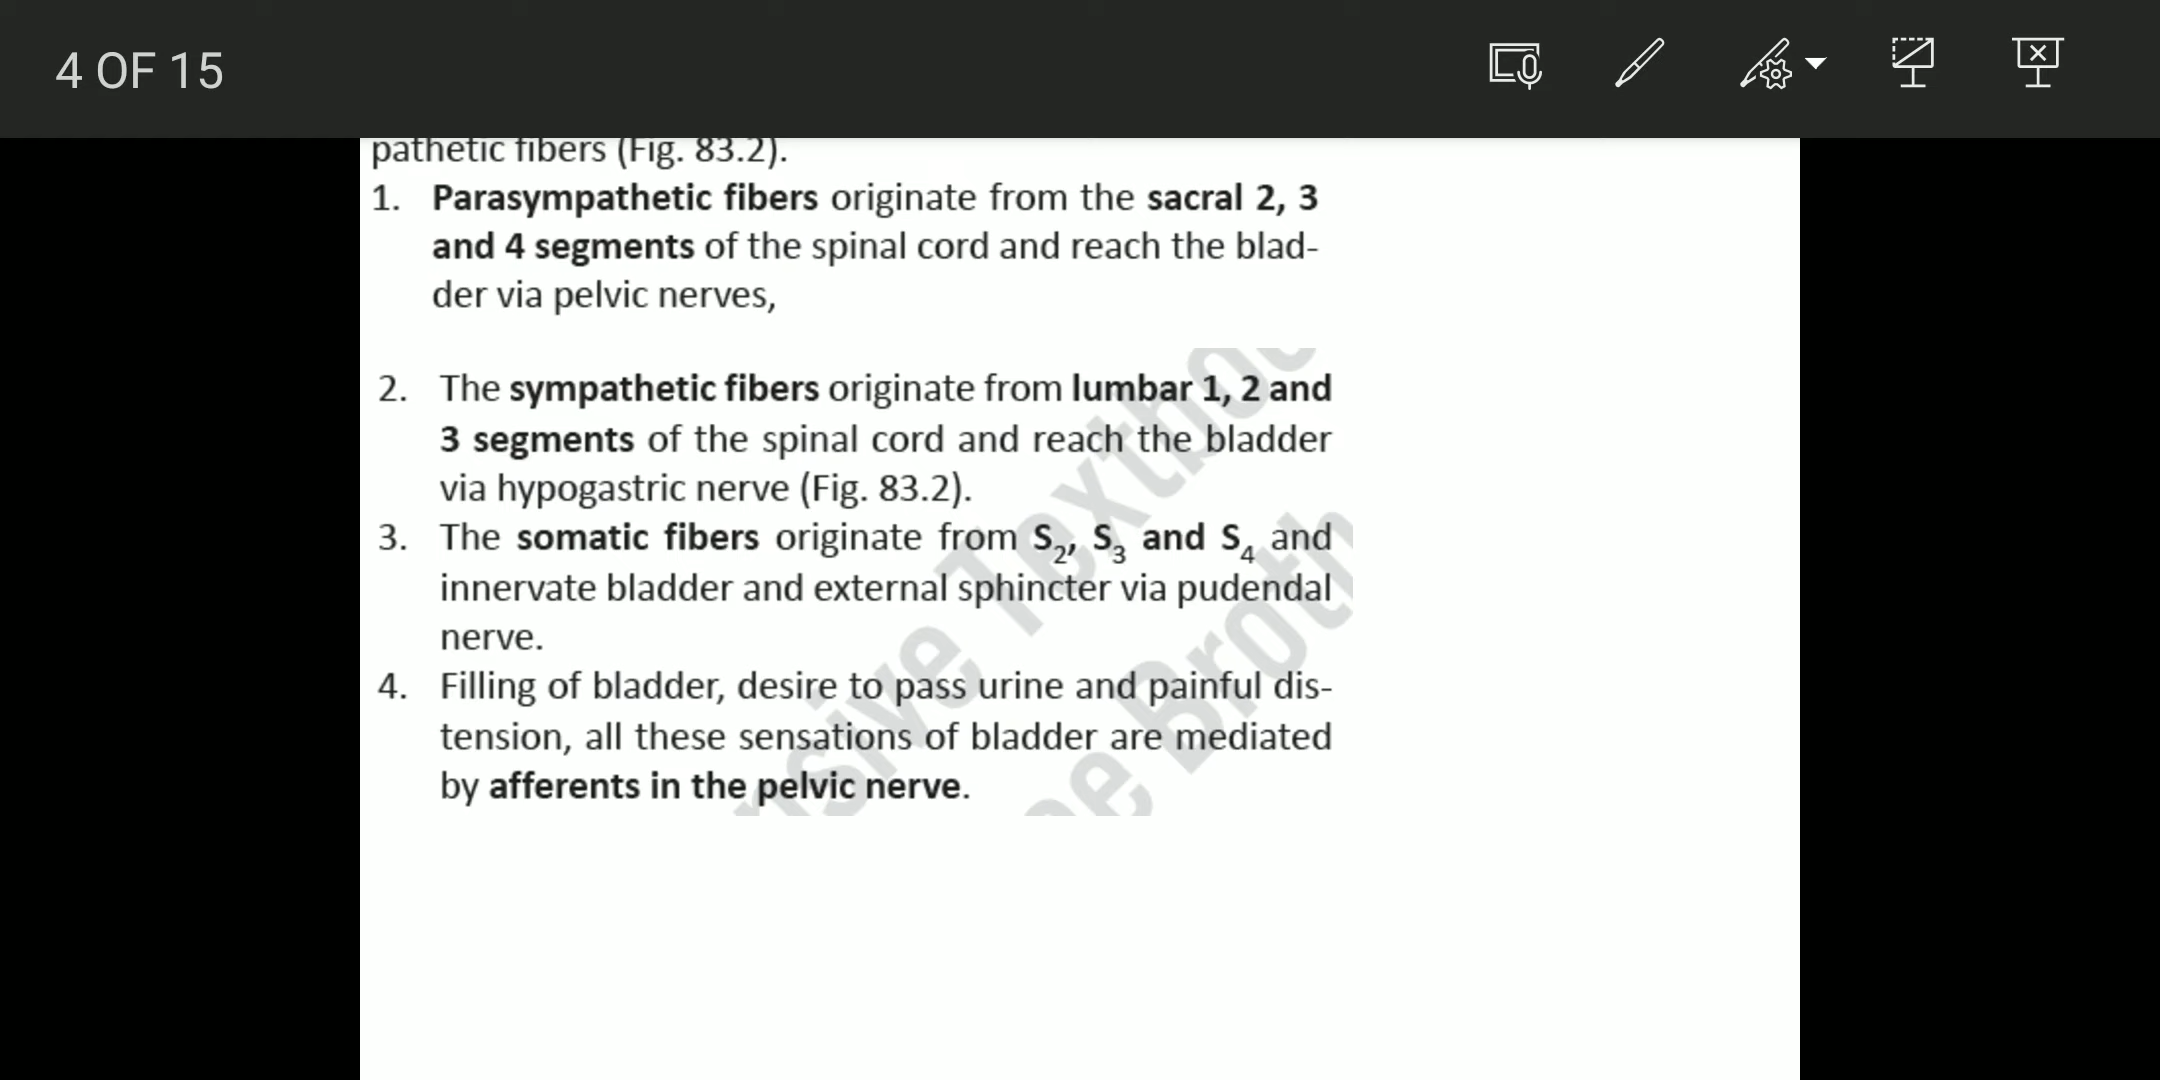 4 OF 15
pathetic fibers (Fig. 83.2).
1. Parasympathetic fibers originate from the sacral 2, 3
and 4 segments of the spinal cord and reach the blad-
der via pelvic nerves,
2. The sympathetic fibers originate from lumbar 1, 2 and
3 segments of the spinal cord and reach the bladder
via hypogastric nerve (Fig. 83.2).
3. The somatic fibers originate from S2, S3 and S4 and
innervate bladder and external sphincter via pudendal
nerve.
4. Filling of bladder, desire to pass urine and painful dis-
tension, all these sensations of bladder are mediated
by afferents in the pelvic nerve.